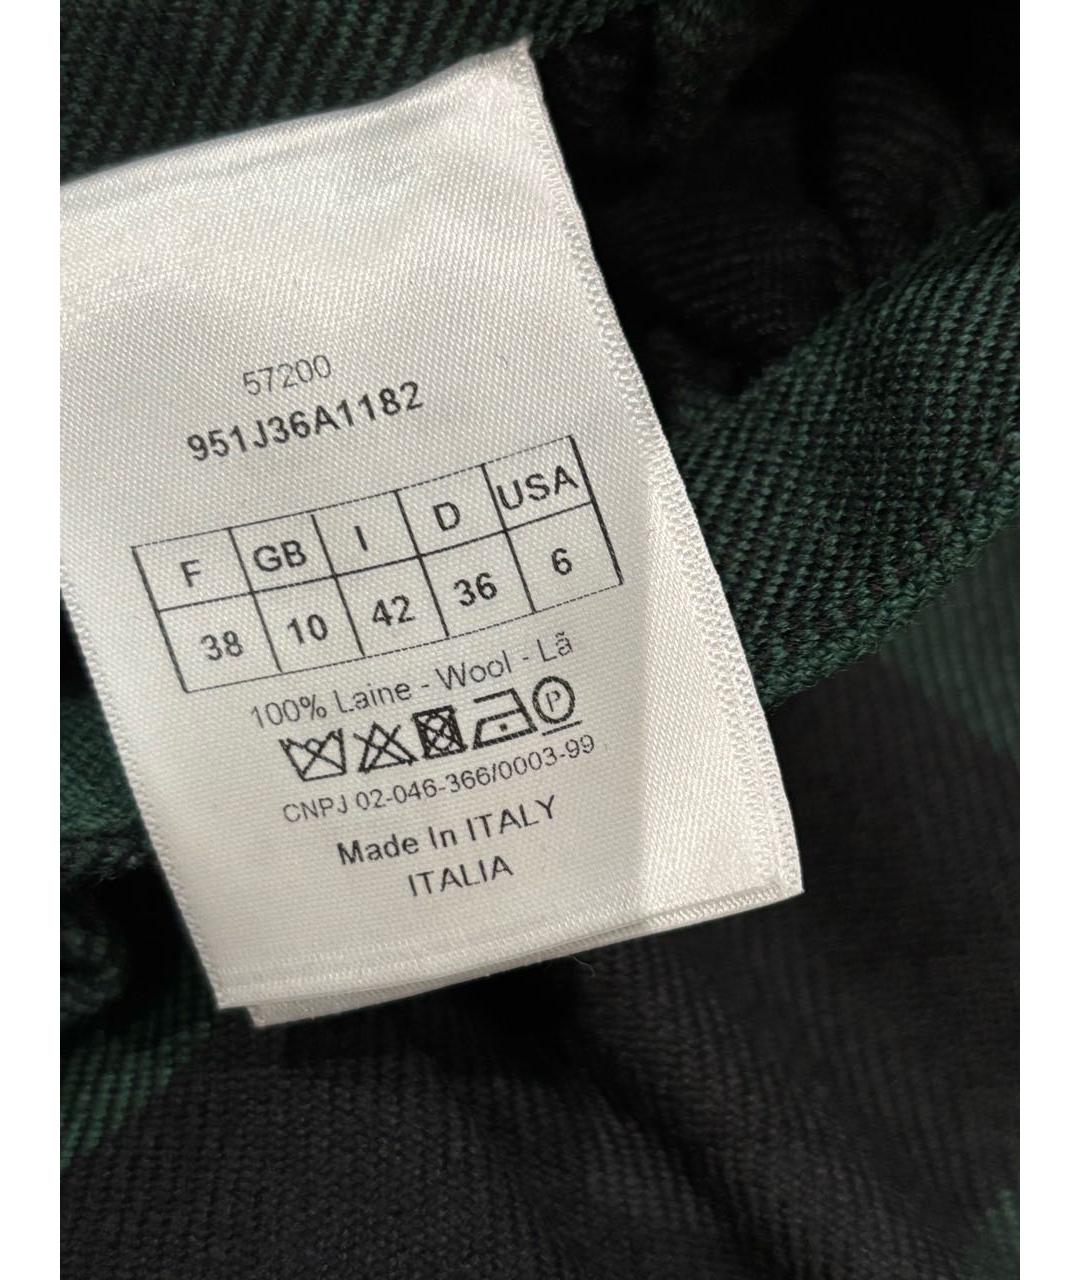 57200
951J36A1182
F GB I D USA
38 10 42 36 6
100% Laine - Wool - Lã
P
CNPJ 02-046-366/0003-99
Made In ITALY
ITALIA